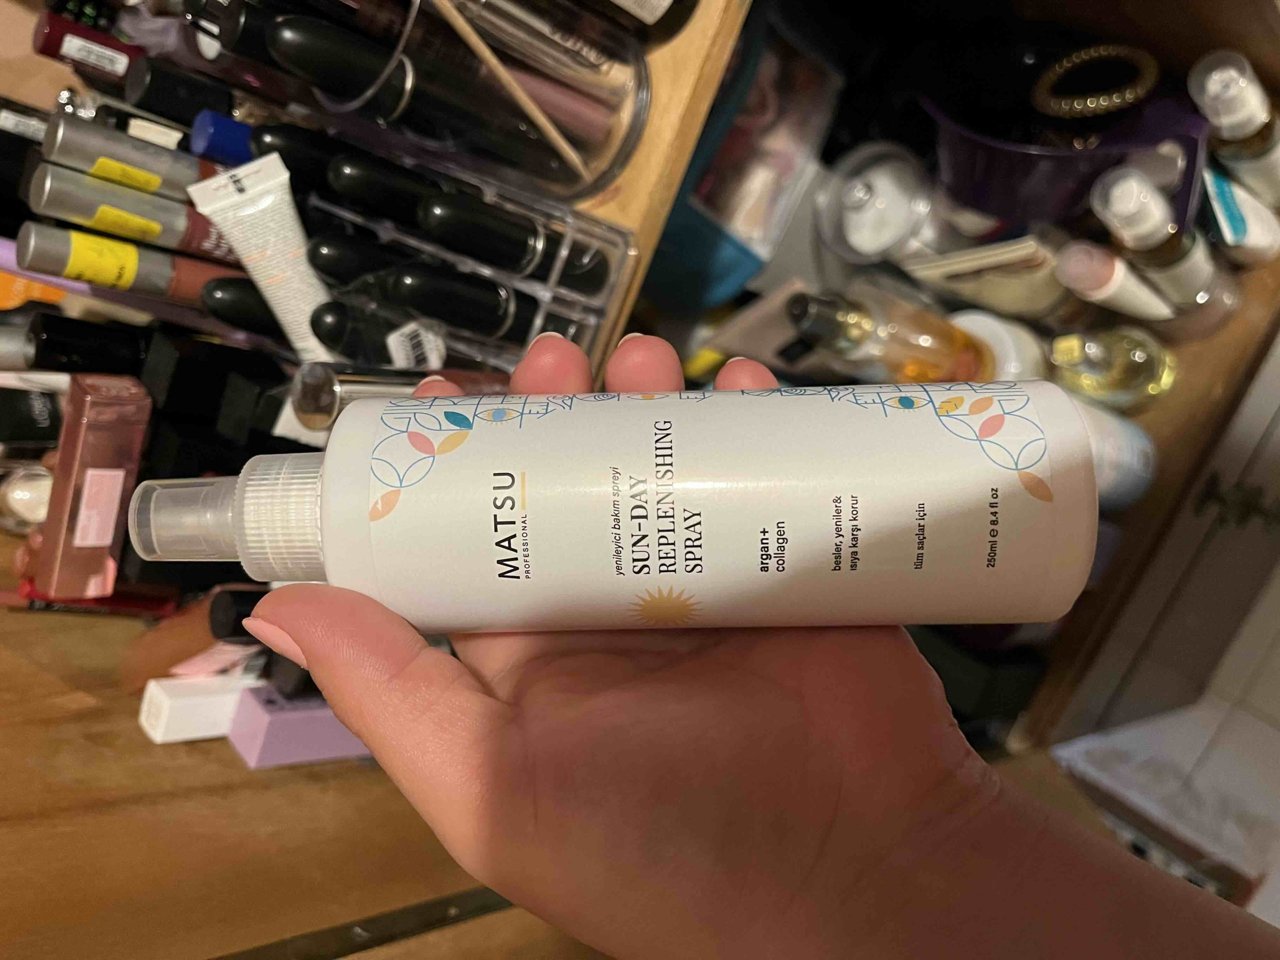 MATSU
PROFESSIONAL
yenileyici bakım spreyi
SUN-DAY
REPLENISHING
SPRAY
argan+
collagen
besler, yeniler&
ısıya karşı korur
tüm saçlar için
250ml ℮ 8.4 fl oz